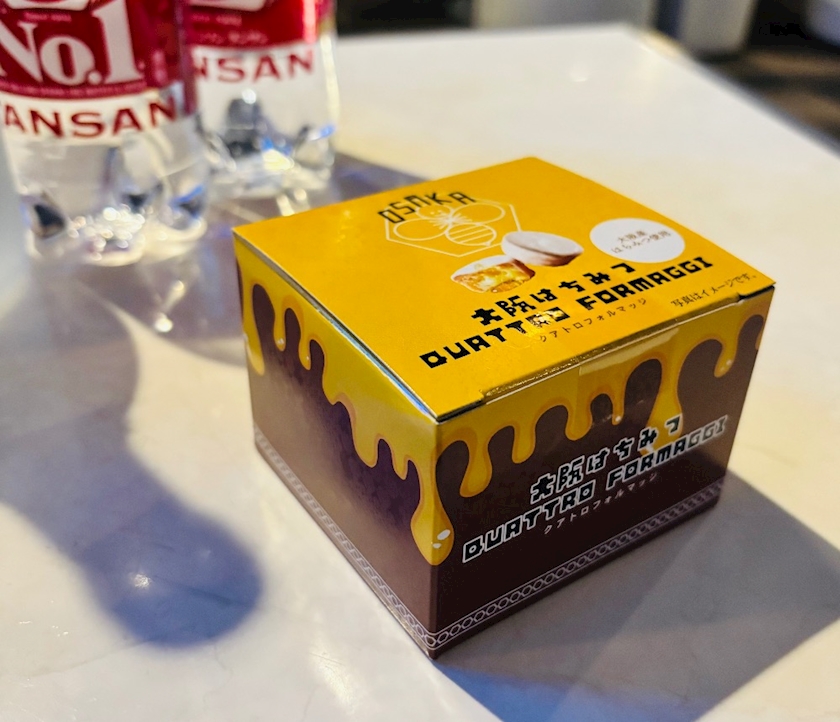 No.1
TANSAN
NSAN
OSAKA
大阪産
はちみつ使用
大阪はちみつ
QUATTRO FORMAGGI
クアトロフォルマッジ
写真はイメージです。
大阪はちみつ
QUATTRO FORMAGGI
クアトロフォルマッジ